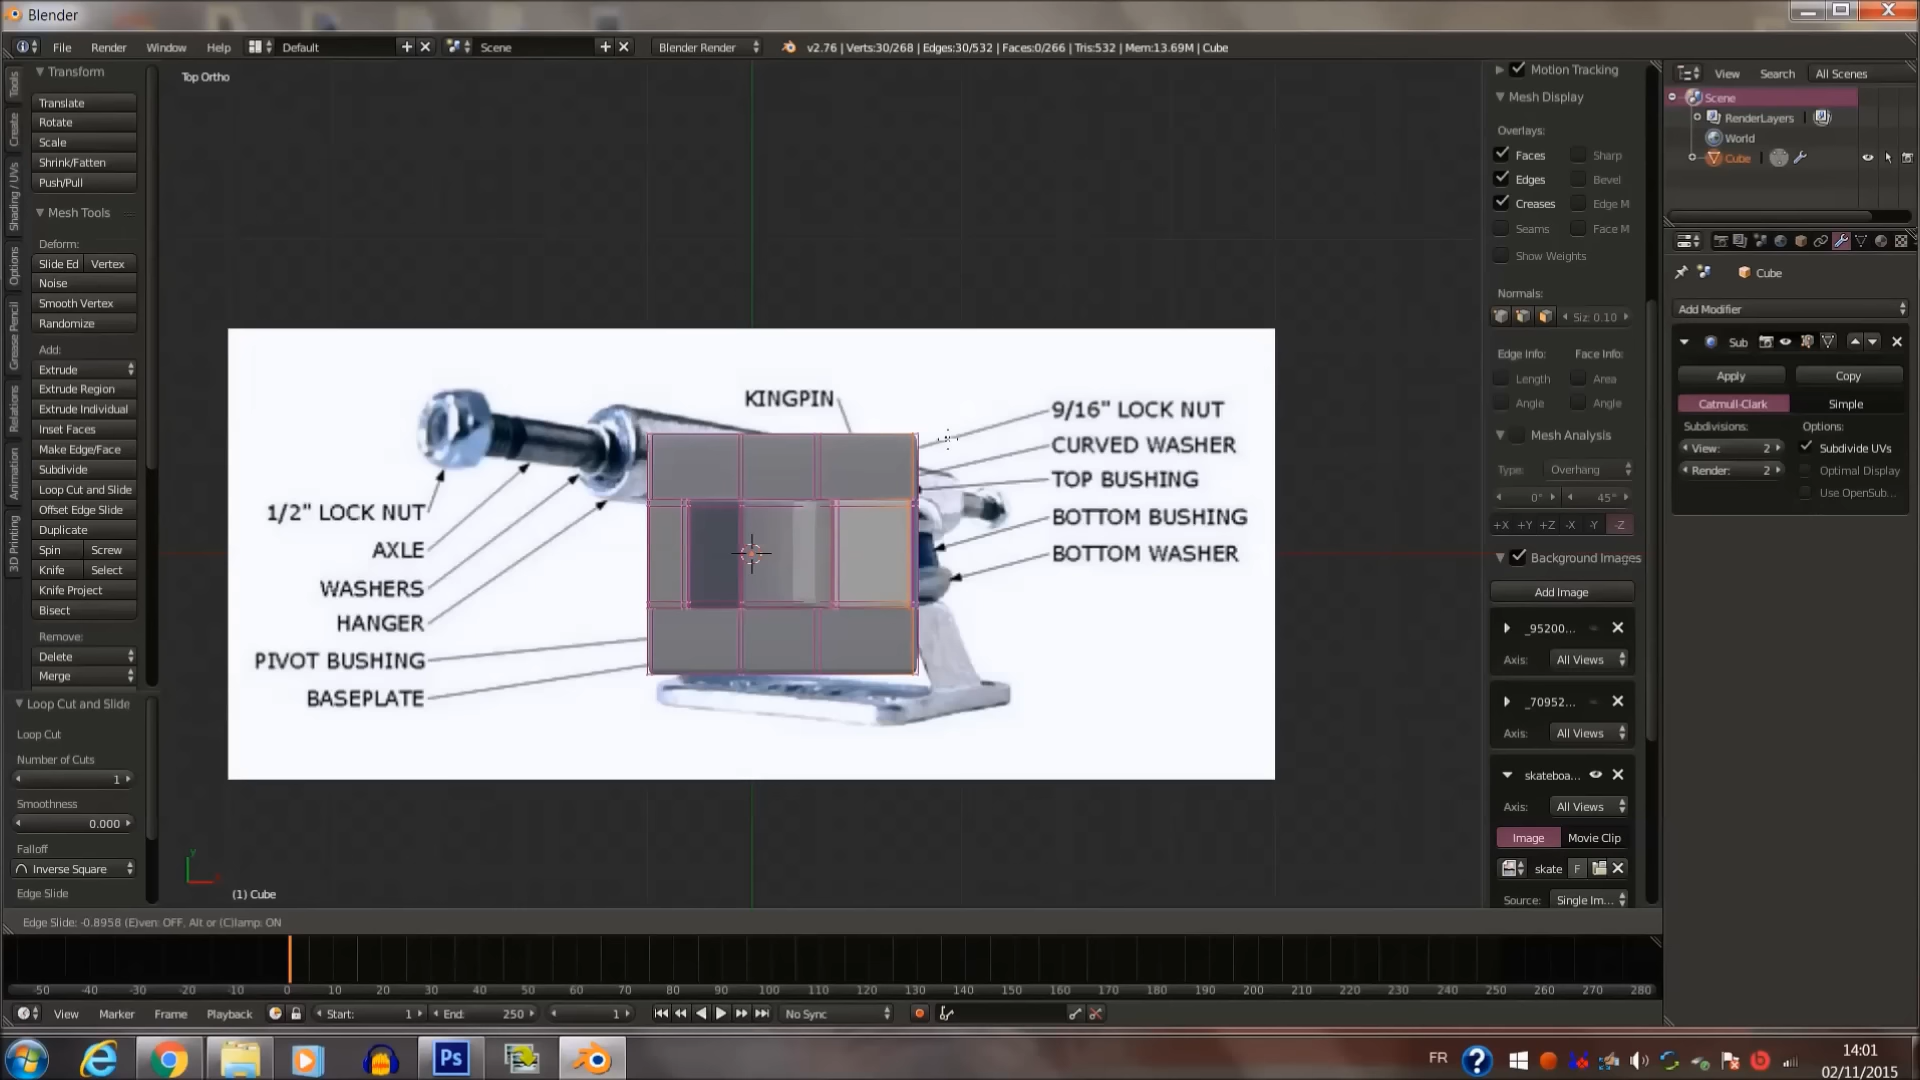 Blender
File
Render
Window
Help
Default
Scene
Blender Render
v2.76 | Verts:30/268 | Edges:30/532 | Faces:0/266 | Tris:532 | Mem:13.69M | Cube
Tools
Create
Shading / UVs
Options
Grease Pencil
Relations
Animation
3D Printing
Transform
Translate
Rotate
Scale
Shrink/Fatten
Push/Pull
Mesh Tools
Deform:
Slide Ed
Vertex
Noise
Smooth Vertex
Randomize
Add:
Extrude
Extrude Region
Extrude Individual
Inset Faces
Make Edge/Face
Subdivide
Loop Cut and Slide
Offset Edge Slide
Duplicate
Spin
Screw
Knife
Select
Knife Project
Bisect
Remove:
Delete
Merge
Loop Cut and Slide
Loop Cut
Number of Cuts
1
Smoothness
0.000
Falloff
Inverse Square
Edge Slide
Top Ortho
KINGPIN
9/16" LOCK NUT
CURVED WASHER
TOP BUSHING
BOTTOM BUSHING
BOTTOM WASHER
1/2" LOCK NUT
AXLE
WASHERS
HANGER
PIVOT BUSHING
BASEPLATE
(1) Cube
Edge Slide: -0.8958 (E)ven: OFF, Alt or (C)lamp: ON
Motion Tracking
Mesh Display
Overlays:
Faces
Sharp
Edges
Bevel
Creases
Edge M
Seams
Face M
Show Weights
Normals:
Siz: 0.10
Edge Info:
Face Info:
Length
Area
Angle
Angle
Mesh Analysis
Type:
Overhang
0°
45°
+X
+Y
+Z
-X
-Y
-Z
Background Images
Add Image
_95200...
Axis:
All Views
_70952...
Axis:
All Views
skateboa...
Axis:
All Views
Image
Movie Clip
skate
F
Source:
Single Im...
View
Search
All Scenes
Scene
RenderLayers
World
Cube
Cube
Add Modifier
Sub
Apply
Copy
Catmull-Clark
Simple
Subdivisions:
Options:
View:
2
Subdivide UVs
Render:
2
Optimal Display
Use OpenSub...
-50 -40 -30 -20 -10 0 10 20 30 40 50 60 70 80 90 100 110 120 130 140 150 160 170 180 190 200 210 220 230 240 250 260 270 280
View
Marker
Frame
Playback
Start:
1
End:
250
1
No Sync
Ps
FR
14:01
02/11/2015